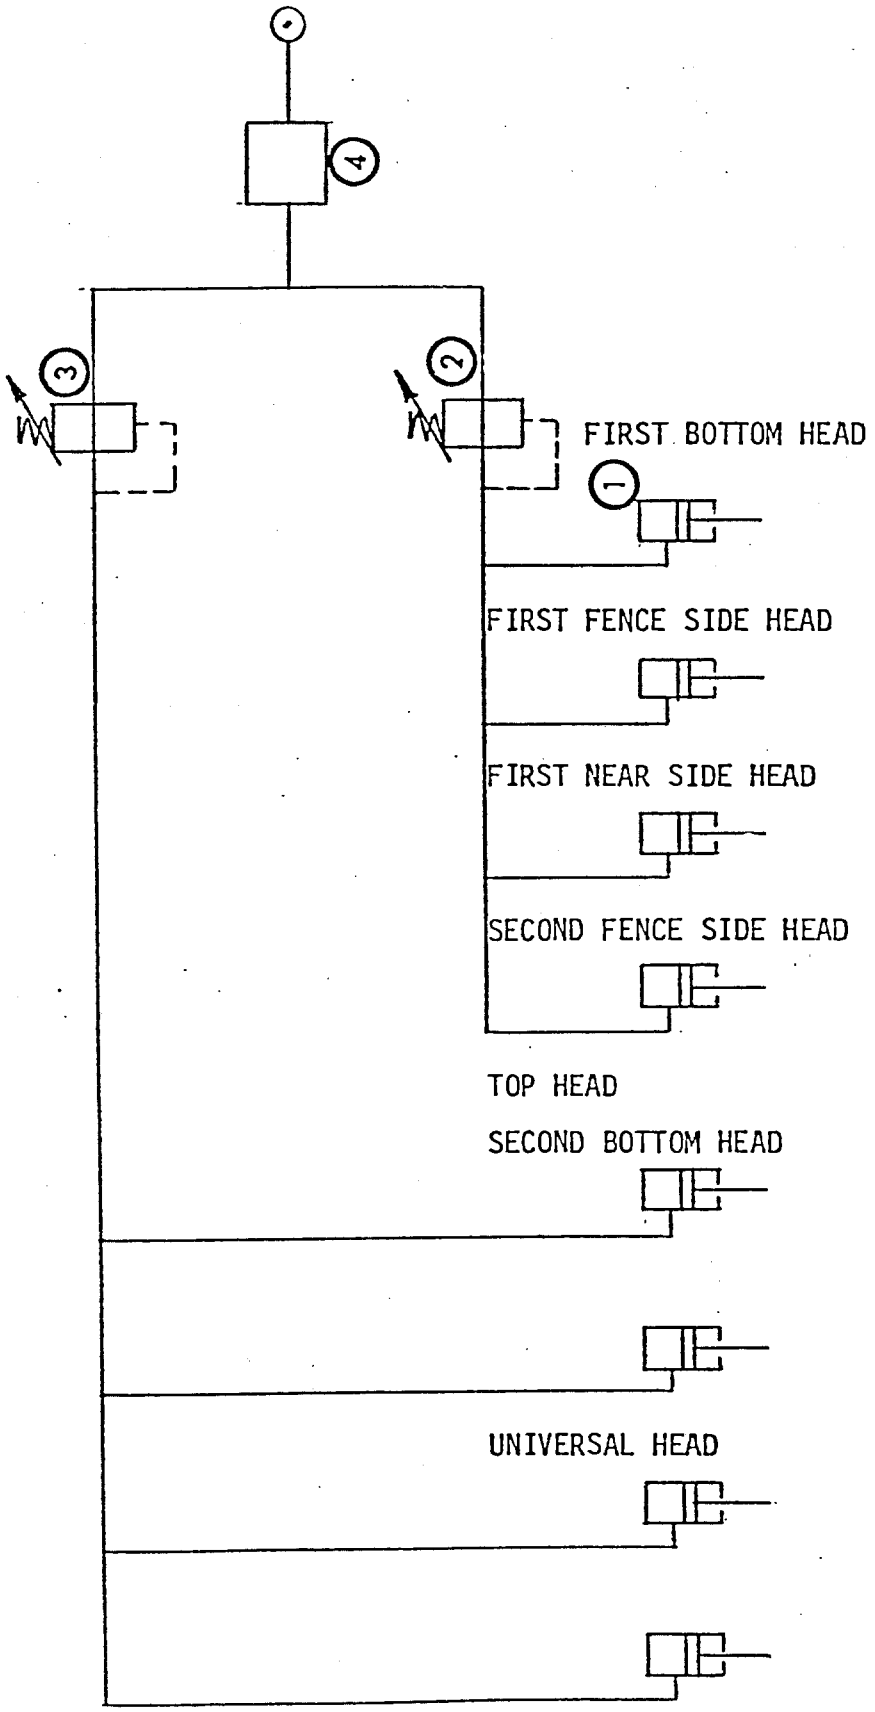 4
3
2
FIRST BOTTOM HEAD
1
FIRST FENCE SIDE HEAD
FIRST NEAR SIDE HEAD
SECOND FENCE SIDE HEAD
TOP HEAD
SECOND BOTTOM HEAD
UNIVERSAL HEAD